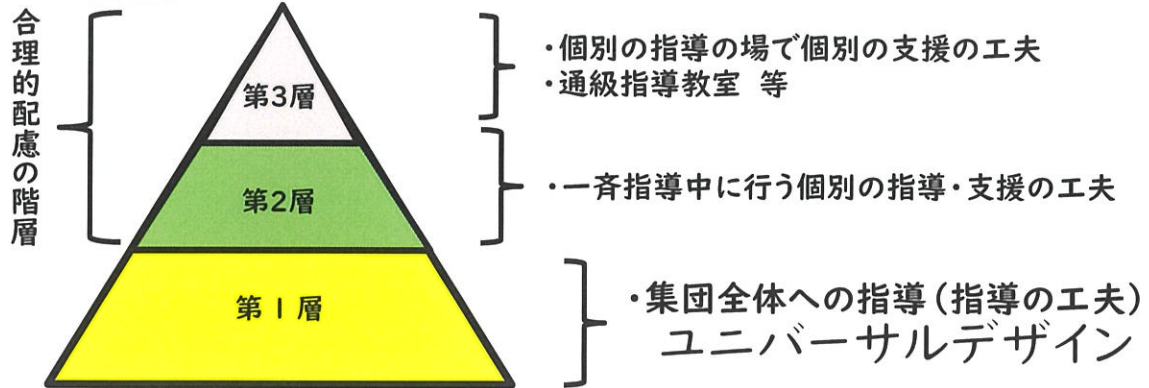 合理的配慮の階層
第3層
・個別の指導の場で個別の支援の工夫
・通級指導教室 等
第2層
・一斉指導中に行う個別の指導・支援の工夫
第1層
・集団全体への指導(指導の工夫)
ユニバーサルデザイン